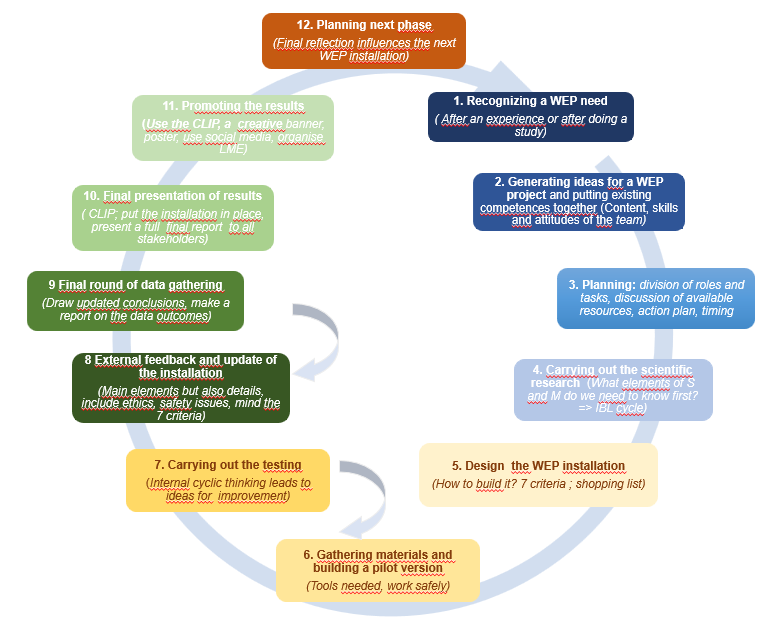 12. Planning next phase
(Final reflection influences the next
WEP installation)
1. Recognizing a WEP need
( After an experience or after doing a
study)
2. Generating ideas for a WEP
project and putting existing
competences together (Content, skills
and attitudes of the team)
3. Planning: division of roles and
tasks, discussion of available
resources, action plan, timing
4. Carrying out the scientific
research (What elements of S
and M do we need to know first?
=> IBL cycle)
5. Design the WEP installation
(How to build it? 7 criteria ; shopping list)
6. Gathering materials and
building a pilot version
(Tools needed, work safely)
7. Carrying out the testing
(Internal cyclic thinking leads to
ideas for improvement)
8 External feedback and update of
the installation
(Main elements but also details,
include ethics, safety issues, mind the
7 criteria)
9 Final round of data gathering
(Draw updated conclusions, make a
report on the data outcomes)
10. Final presentation of results
( CLIP; put the installation in place,
present a full final report to all
stakeholders)
11. Promoting the results
(Use the CLIP, a creative banner,
poster, use social media, organise
LME)